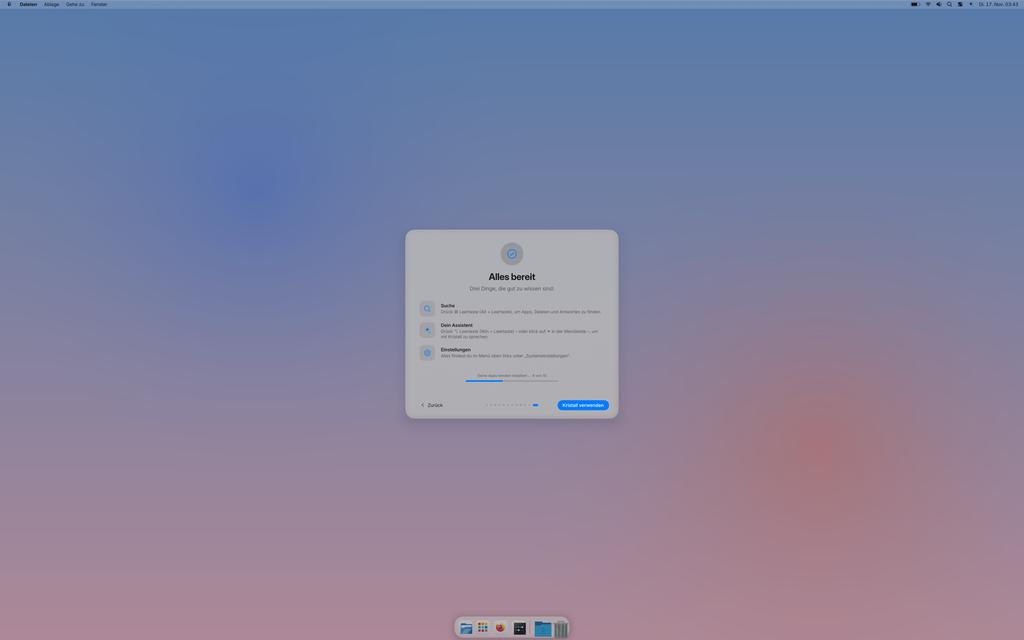 Dateien Ablage Gehe zu Fenster
Di. 17. Nov. 03:43
Alles bereit
Drei Dinge, die gut zu wissen sind.
Suche
Drück ⌘ Leertaste (Alt + Leertaste), um Apps, Dateien und Antworten zu finden.
Dein Assistent
Drück ⌥ Leertaste (Win + Leertaste) – oder klick auf ✦ in der Menüleiste –, um
mit Kristall zu sprechen.
Einstellungen
Alles findest du im Menü oben links unter „Systemeinstellungen“.
Deine Apps werden installiert … 4 von 10
Zurück
Kristall verwenden